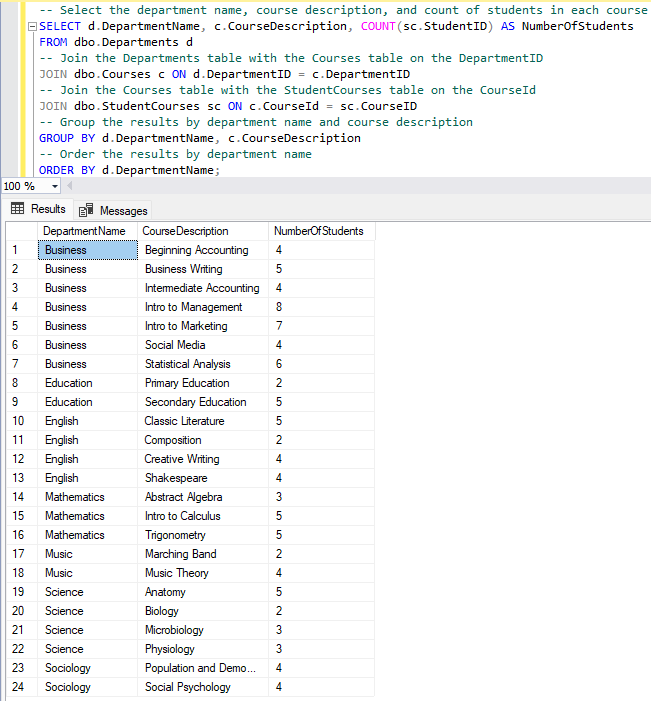 -- Select the department name, course description, and count of students in each course
SELECT d.DepartmentName, c.CourseDescription, COUNT(sc.StudentID) AS NumberOfStudents
FROM dbo.Departments d
-- Join the Departments table with the Courses table on the DepartmentID
JOIN dbo.Courses c ON d.DepartmentID = c.DepartmentID
-- Join the Courses table with the StudentCourses table on the CourseId
JOIN dbo.StudentCourses sc ON c.CourseId = sc.CourseID
-- Group the results by department name and course description
GROUP BY d.DepartmentName, c.CourseDescription
-- Order the results by department name
ORDER BY d.DepartmentName;
100 %
Results Messages
DepartmentName CourseDescription NumberOfStudents
1 Business Beginning Accounting 4
2 Business Business Writing 5
3 Business Intermediate Accounting 4
4 Business Intro to Management 8
5 Business Intro to Marketing 7
6 Business Social Media 4
7 Business Statistical Analysis 6
8 Education Primary Education 2
9 Education Secondary Education 5
10 English Classic Literature 5
11 English Composition 2
12 English Creative Writing 4
13 English Shakespeare 4
14 Mathematics Abstract Algebra 3
15 Mathematics Intro to Calculus 5
16 Mathematics Trigonometry 5
17 Music Marching Band 2
18 Music Music Theory 4
19 Science Anatomy 5
20 Science Biology 2
21 Science Microbiology 3
22 Science Physiology 3
23 Sociology Population and Demo... 4
24 Sociology Social Psychology 4